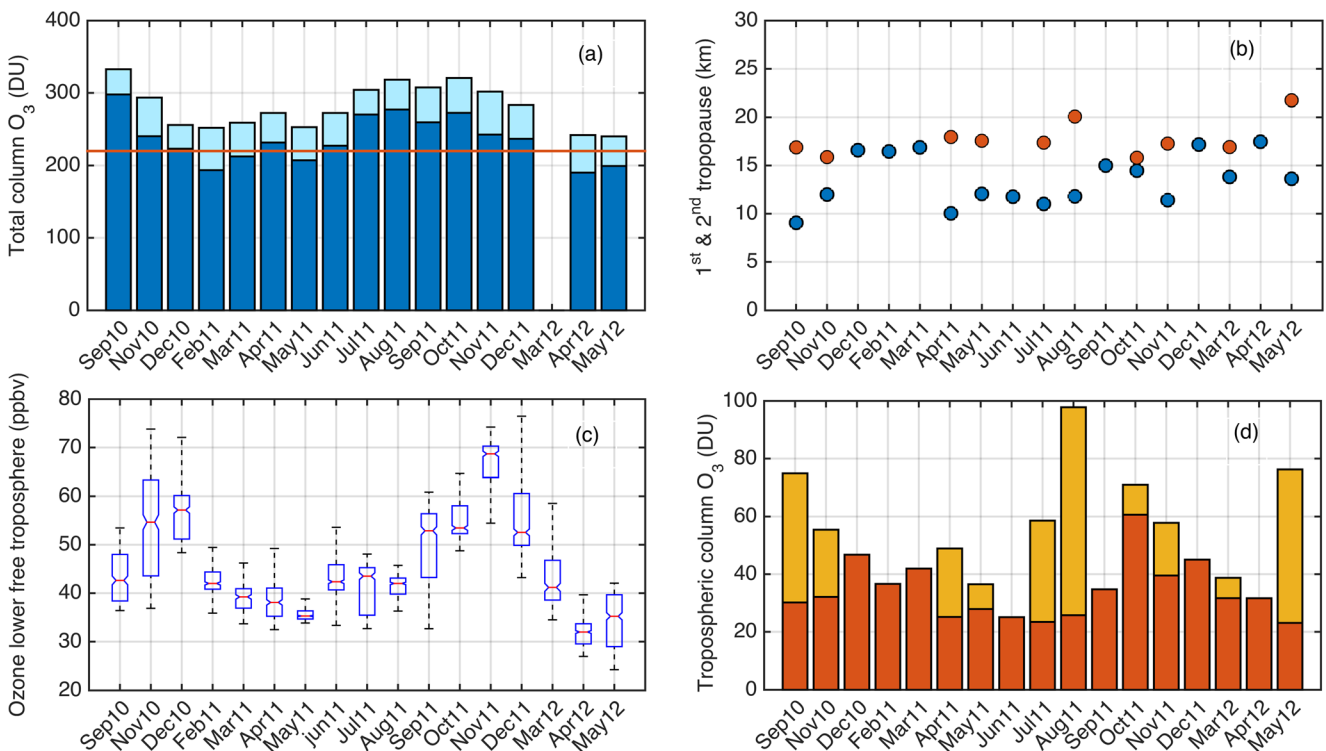 (a)
Total column O3 (DU)
400
300
200
100
0
Sep10 Nov10 Dec10 Feb11 Mar11 Apr11 May11 Jun11 Jul11 Aug11 Sep11 Oct11 Nov11 Dec11 Mar12 Apr12 May12
(b)
1st & 2nd tropopause (km)
30
25
20
15
10
5
0
Sep10 Nov10 Dec10 Feb11 Mar11 Apr11 May11 Jun11 Jul11 Aug11 Sep11 Oct11 Nov11 Dec11 Mar12 Apr12 May12
(c)
Ozone lower free troposphere (ppbv)
80
70
60
50
40
30
20
Sep10 Nov10 Dec10 Feb11 Mar11 Apr11 May11 jun11 Jul11 Aug11 Sep11 Oct11 Nov11 Dec11 Mar12 Apr12 May12
(d)
Tropospheric column O3 (DU)
100
80
60
40
20
0
Sep10 Nov10 Dec10 Feb11 Mar11 Apr11 May11 Jun11 Jul11 Aug11 Sep11 Oct11 Nov11 Dec11 Mar12 Apr12 May12